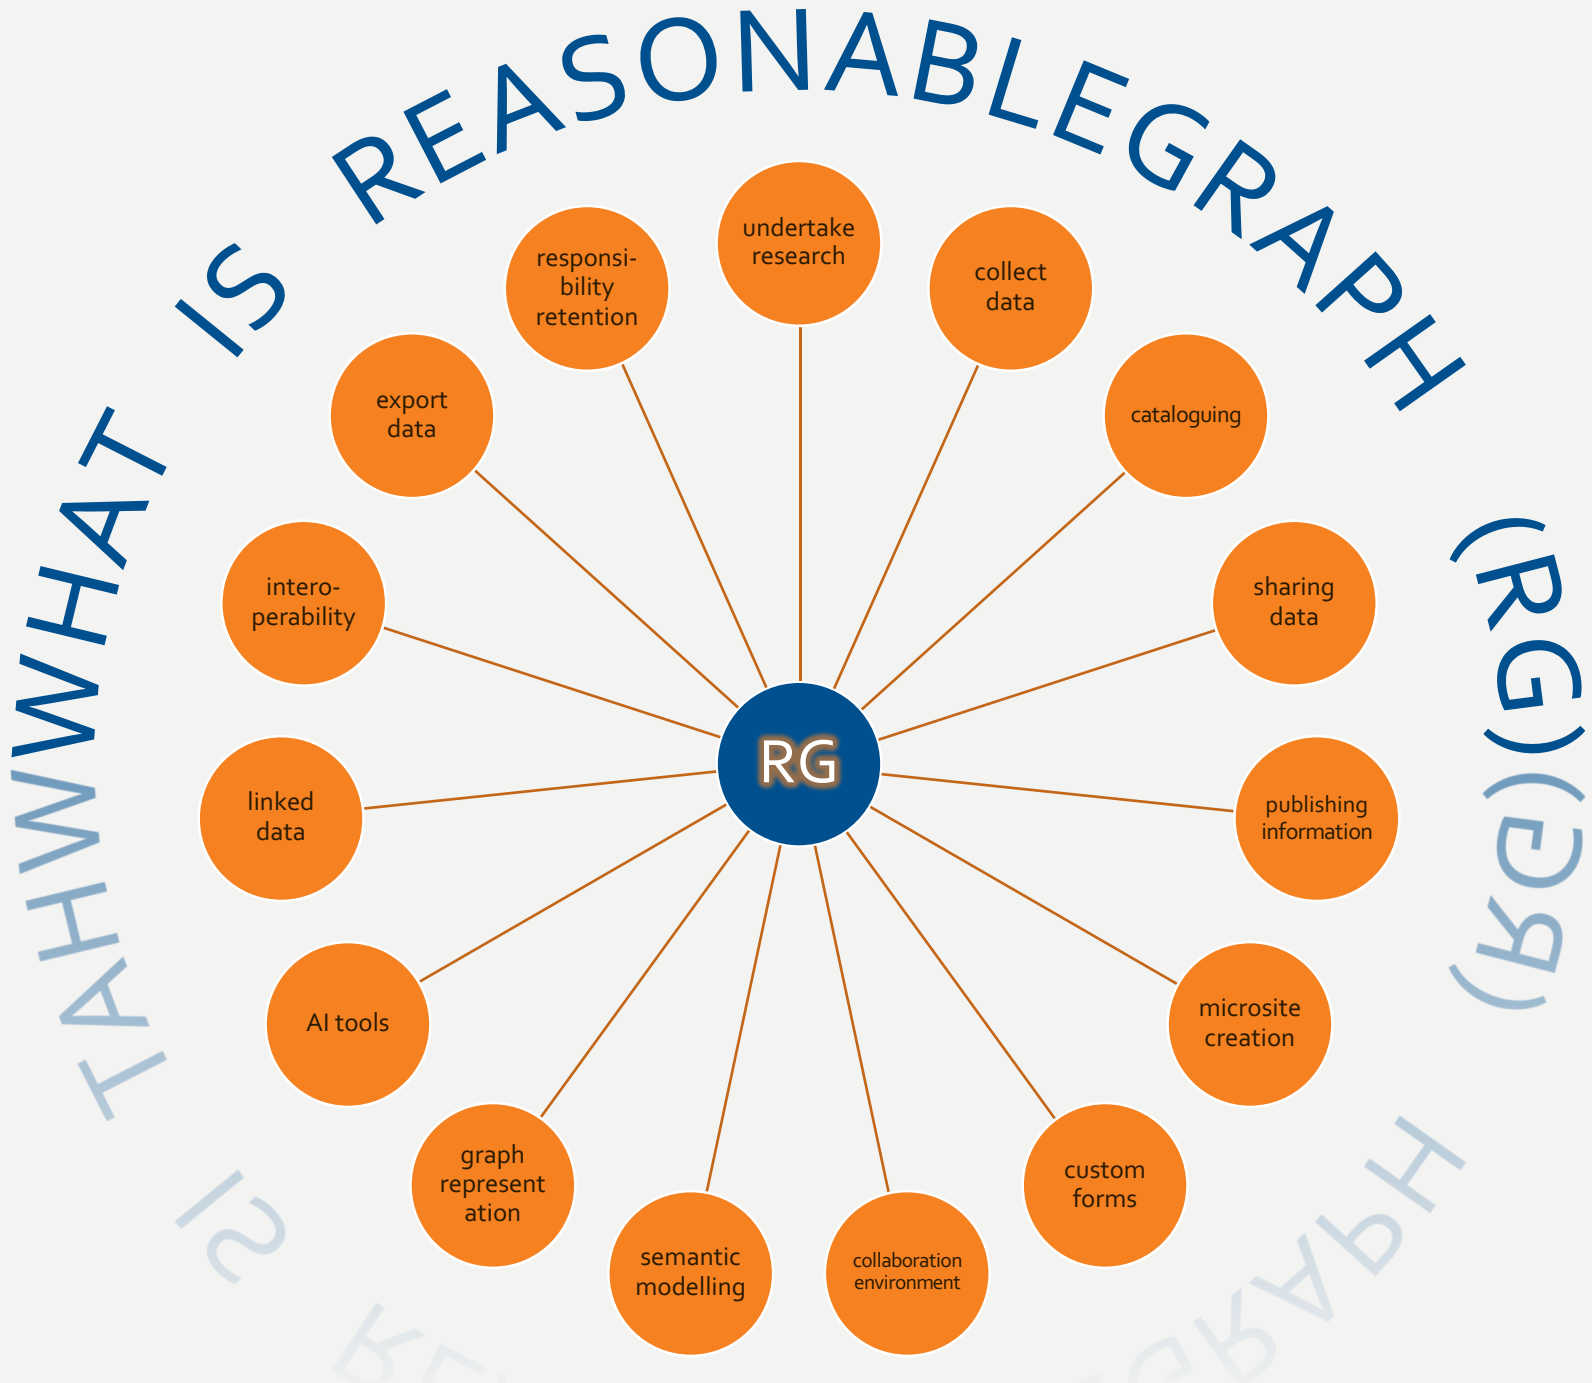 WHAT IS REASONABLEGRAPH (RG)
undertake
research
collect
data
cataloguing
sharing
data
publishing
information
microsite
creation
custom
forms
collaboration
environment
semantic
modelling
graph
represent
ation
AI tools
linked
data
intero-
perability
export
data
responsi-
bility
retention
RG